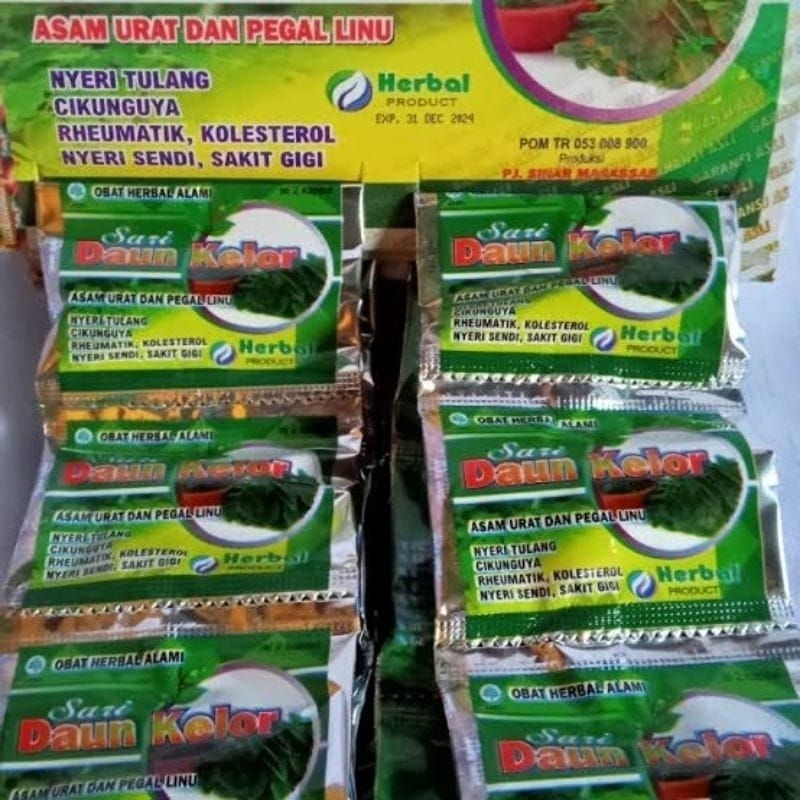 ASAM URAT DAN PEGAL LINU
NYERI TULANG
CIKUNGUYA
RHEUMATIK, KOLESTEROL
NYERI SENDI, SAKIT GIGI
Herbal
PRODUCT
EXP. 31 DEC 2024
POM TR 053 008 900
Produksi
PJ. SINAR MAKASSAR
GARANSI ASLI
OBAT HERBAL ALAMI
Sari
Daun Kelor
ASAM URAT DAN PEGAL LINU
NYERI TULANG
CIKUNGUYA
RHEUMATIK, KOLESTEROL
NYERI SENDI, SAKIT GIGI
Herbal
PRODUCT
Sari
Daun Kelor
ASAM URAT DAN PEGAL LINU
NYERI TULANG
CIKUNGUYA
RHEUMATIK, KOLESTEROL
NYERI SENDI, SAKIT GIGI
Herbal
PRODUCT
OBAT HERBAL ALAMI
Sari
Daun Kelor
ASAM URAT DAN PEGAL LINU
NYERI TULANG
CIKUNGUYA
RHEUMATIK, KOLESTEROL
NYERI SENDI, SAKIT GIGI
Herbal
PRODUCT
OBAT HERBAL ALAMI
Sari
Daun Kelor
ASAM URAT DAN PEGAL LINU
NYERI TULANG
CIKUNGUYA
RHEUMATIK, KOLESTEROL
NYERI SENDI, SAKIT GIGI
Herbal
PRODUCT
OBAT HERBAL ALAMI
Sari
Daun Kelor
ASAM URAT DAN PEGAL LINU
OBAT HERBAL ALAMI
Sari
Daun Kelor